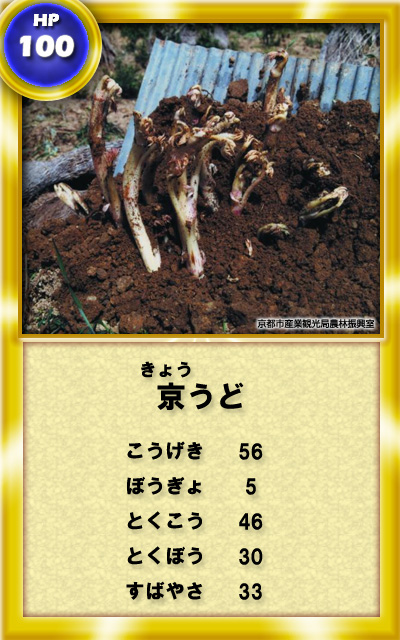 HP
100
京都市産業観光局農林振興室
きょう
京うど
こうげき 56
ぼうぎょ 5
とくこう 46
とくぼう 30
すばやさ 33